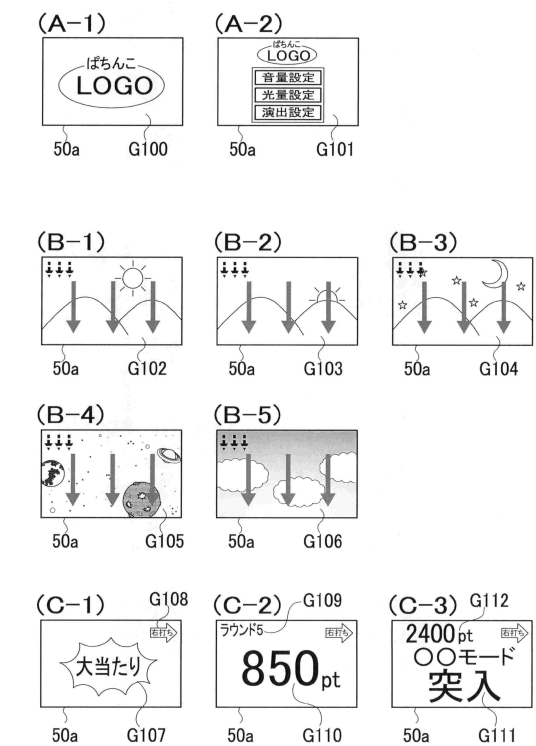 (A-1) (A-2)
ぱちんこ
LOGO
ぱちんこ
LOGO
音量設定
光量設定
演出設定
50a G100 50a G101
(B-1) (B-2) (B-3)
50a G102 50a G103 50a G104
(B-4) (B-5)
50a G105 50a G106
(C-1) G108 (C-2) G109 (C-3) G112
右打ち
大当たり
ラウンド5 右打ち
850pt
2400pt 右打ち
○○モード
突入
50a G107 50a G110 50a G111